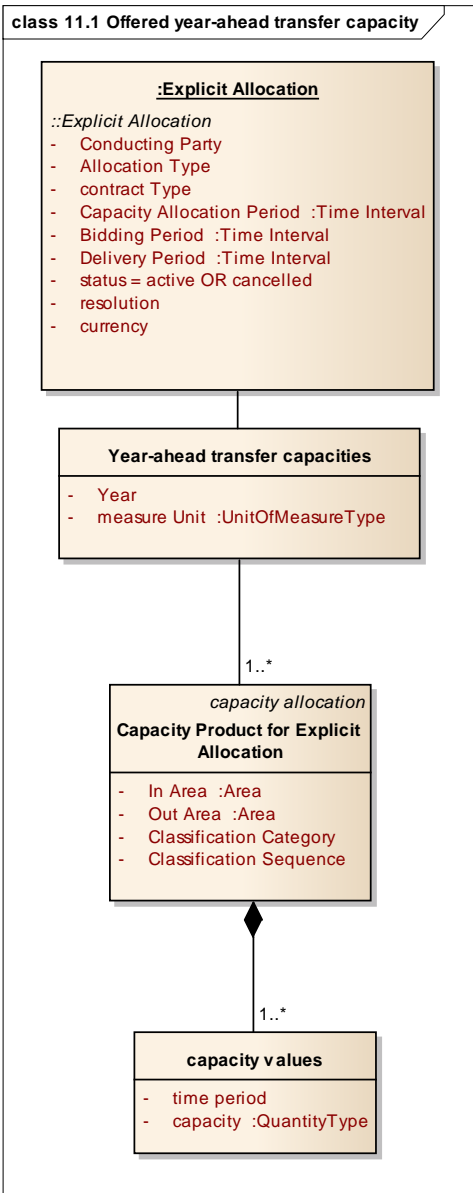 class 11.1 Offered year-ahead transfer capacity
:Explicit Allocation
::Explicit Allocation
- Conducting Party
- Allocation Type
- contract Type
- Capacity Allocation Period :Time Interval
- Bidding Period :Time Interval
- Delivery Period :Time Interval
- status = active OR cancelled
- resolution
- currency
Year-ahead transfer capacities
- Year
- measure Unit :UnitOfMeasureType
1..*
capacity allocation
Capacity Product for Explicit
Allocation
- In Area :Area
- Out Area :Area
- Classification Category
- Classification Sequence
1..*
capacity values
- time period
- capacity :QuantityType